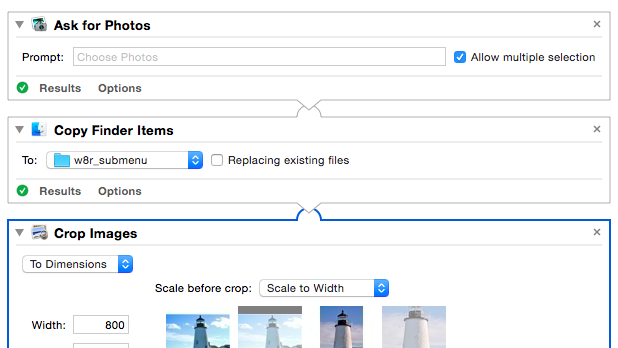 Ask for Photos
Prompt: Choose Photos Allow multiple selection
Results Options
Copy Finder Items
To: w8r_submenu Replacing existing files
Results Options
Crop Images
To Dimensions
Scale before crop: Scale to Width
Width: 800